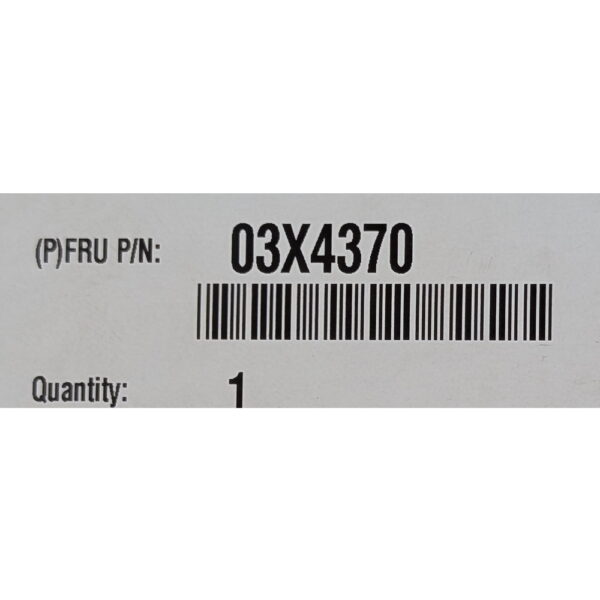 (P)FRU P/N: 03X4370
Quantity: 1